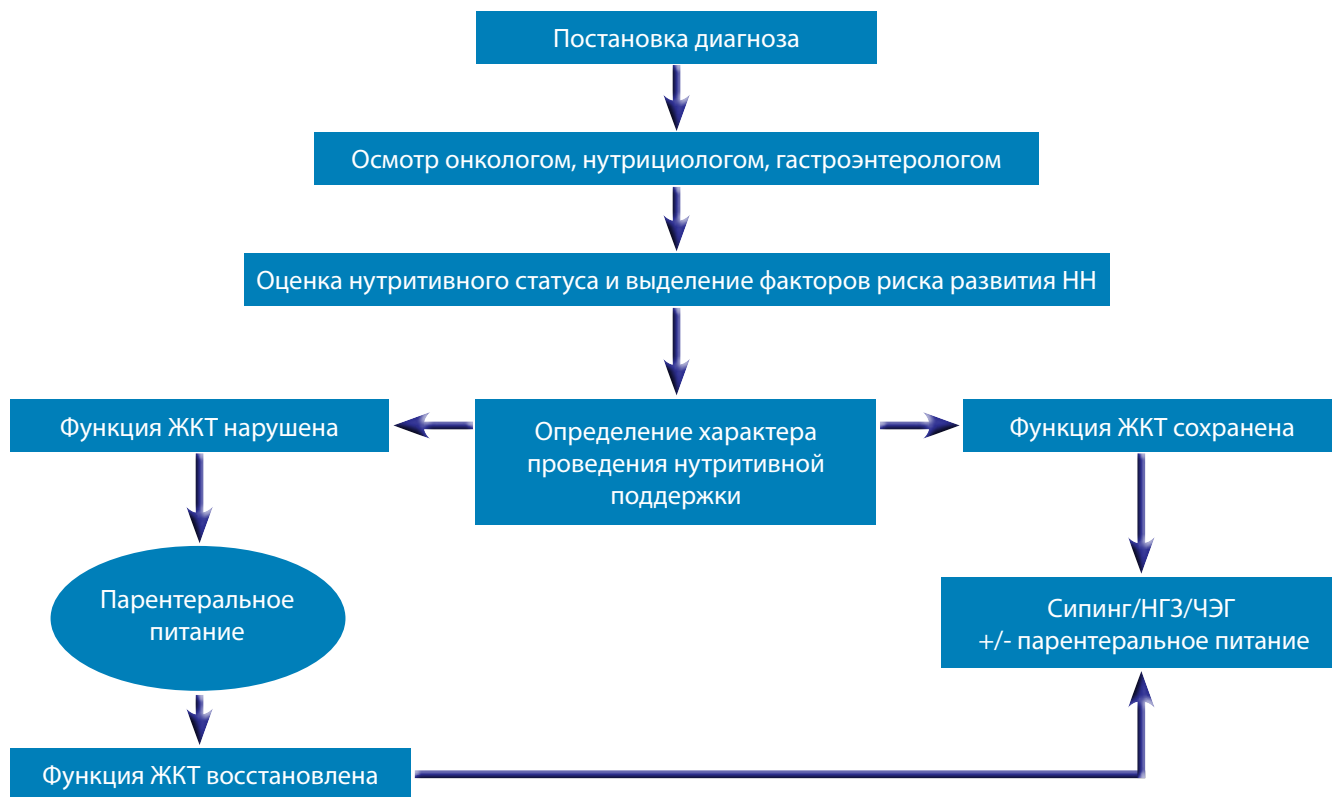 Постановка диагноза
Осмотр онкологом, нутрициологом, гастроэнтерологом
Оценка нутритивного статуса и выделение факторов риска развития НН
Функция ЖКТ нарушена
Определение характера
проведения нутритивной
поддержки
Функция ЖКТ сохранена
Парентеральное
питание
Сипинг/НГЗ/ЧЭГ
+/- парентеральное питание
Функция ЖКТ восстановлена